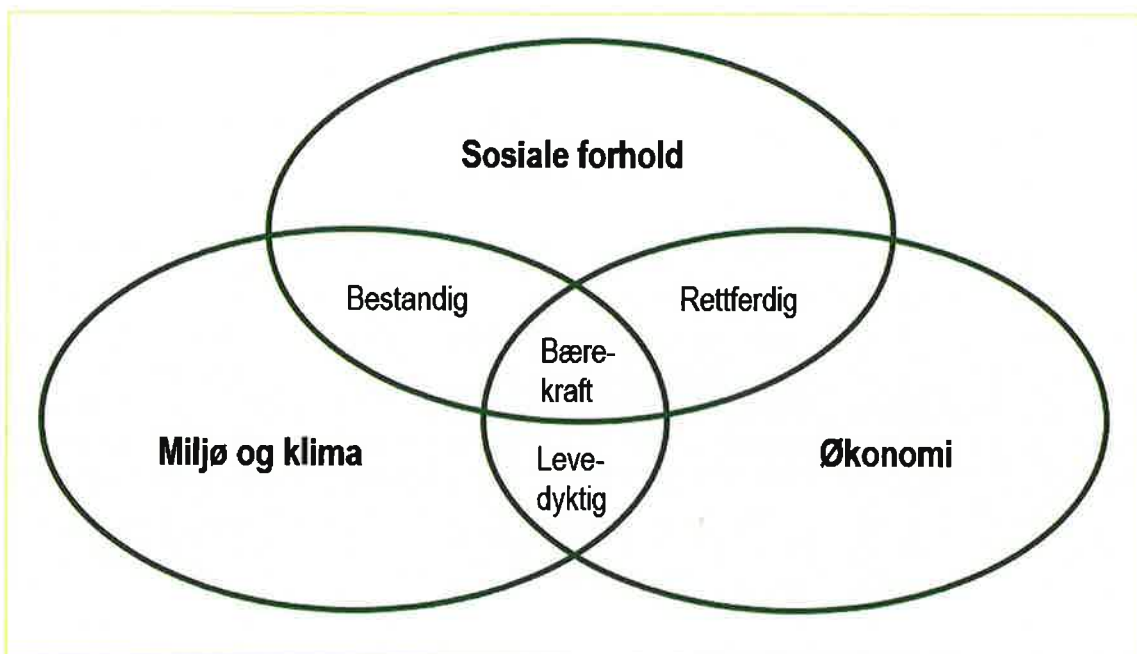 Sosiale forhold
Bestandig
Rettferdig
Bære-
kraft
Miljø og klima
Økonomi
Leve-
dyktig